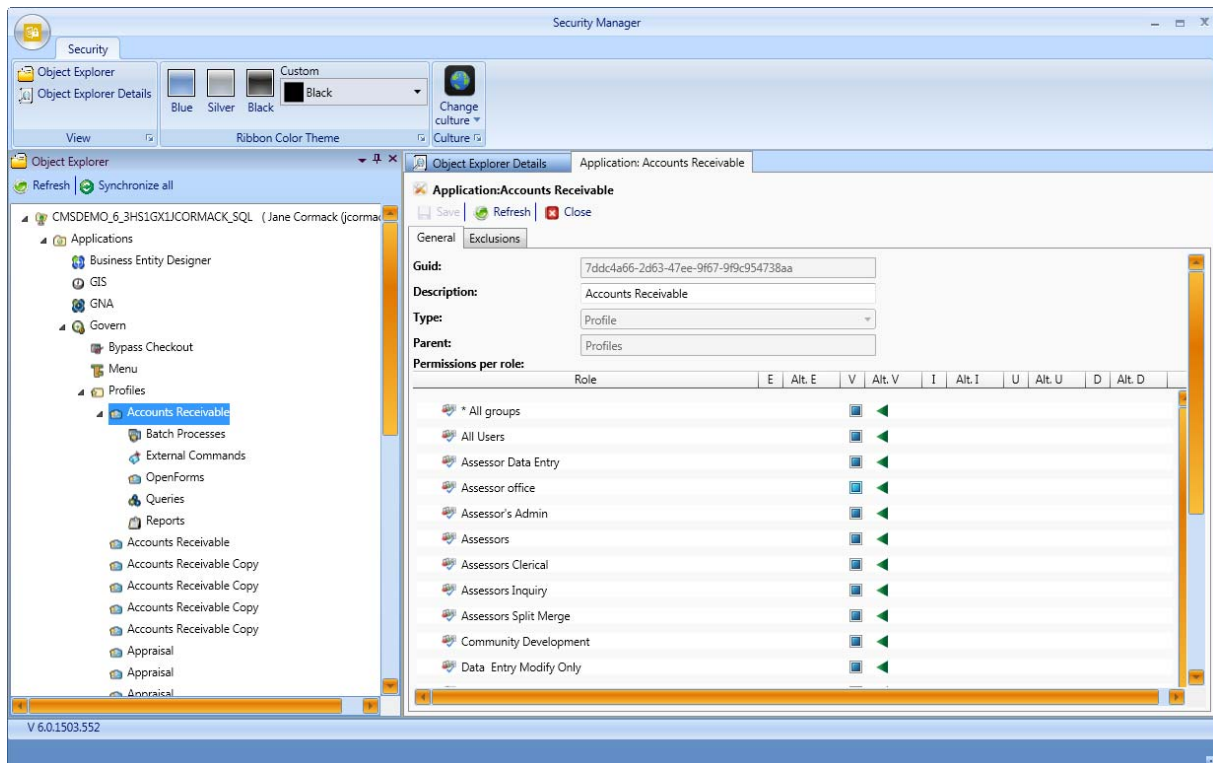 Security Manager
Security
Object Explorer
Object Explorer Details
View
Blue
Silver
Black
Custom
Black
Ribbon Color Theme
Change culture
Culture
Object Explorer
Refresh
Synchronize all
CMSDEMO_6_3HS1GX1JCORMACK_SQL ( Jane Cormack (jcormac
Applications
Business Entity Designer
GIS
GNA
Govern
Bypass Checkout
Menu
Profiles
Accounts Receivable
Batch Processes
External Commands
OpenForms
Queries
Reports
Accounts Receivable
Accounts Receivable Copy
Accounts Receivable Copy
Accounts Receivable Copy
Accounts Receivable Copy
Appraisal
Appraisal
Appraisal
Object Explorer Details
Application: Accounts Receivable
Application:Accounts Receivable
Save
Refresh
Close
General
Exclusions
Guid: 7ddc4a66-2d63-47ee-9f67-9f9c954738aa
Description: Accounts Receivable
Type: Profile
Parent: Profiles
Permissions per role:
Role E Alt. E V Alt. V I Alt. I U Alt. U D Alt. D
* All groups
All Users
Assessor Data Entry
Assessor office
Assessor's Admin
Assessors
Assessors Clerical
Assessors Inquiry
Assessors Split Merge
Community Development
Data Entry Modify Only
V 6.0.1503.552